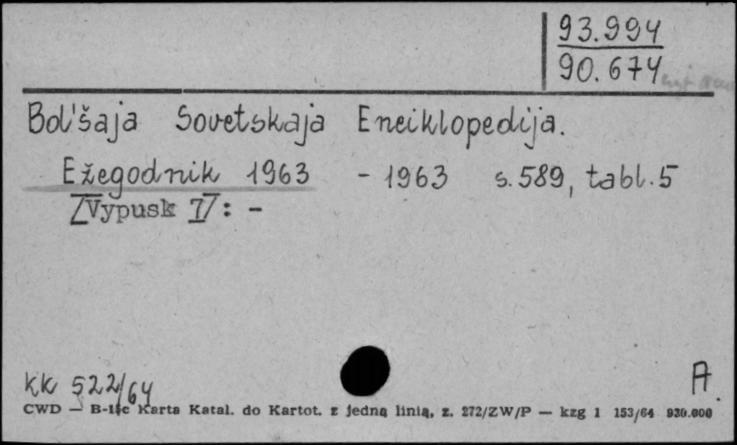 93.994
90.674
Bol'šaja Sovetskaja Enciklopedija.
Ežegodnik 1963 - 1963 s.589, tabl.5
/Vypusk 7/: -
kk 522/64
A.
CWD — B-18c Karta Katal. do Kartot. z jedną linią, z. 272/ZW/P — kzg 1 153/64 930.000